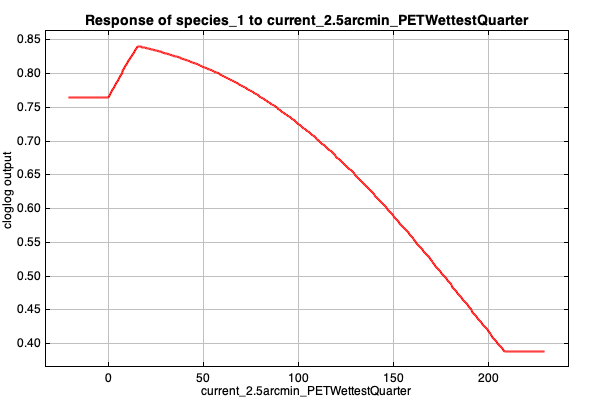 Response of species_1 to current_2.5arcmin_PETWettestQuarter
cloglog output
0.85
0.80
0.75
0.70
0.65
0.60
0.55
0.50
0.45
0.40
0 50 100 150 200
current_2.5arcmin_PETWettestQuarter